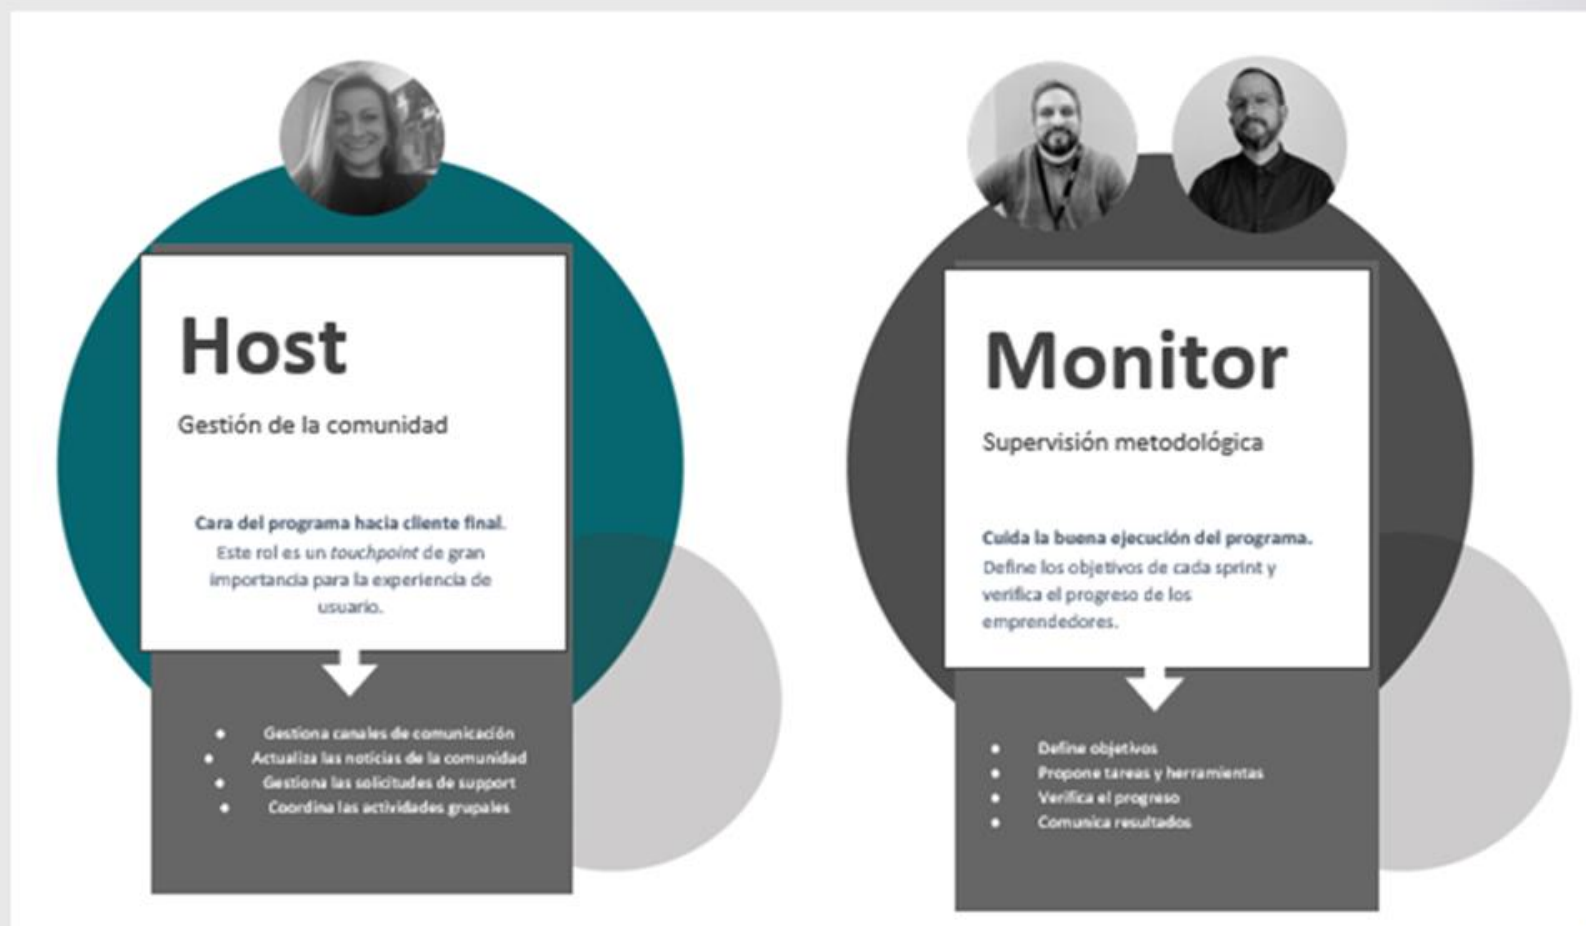 Host
Gestión de la comunidad
Cara del programa hacia cliente final.
Este rol es un touchpoint de gran
importancia para la experiencia de
usuario.
• Gestiona canales de comunicación
• Actualiza las noticias de la comunidad
• Gestiona las solicitudes de support
• Coordina las actividades grupales
Monitor
Supervisión metodológica
Cuida la buena ejecución del programa.
Define los objetivos de cada sprint y
verifica el progreso de los
emprendedores.
• Define objetivos
• Propone tareas y herramientas
• Verifica el progreso
• Comunica resultados